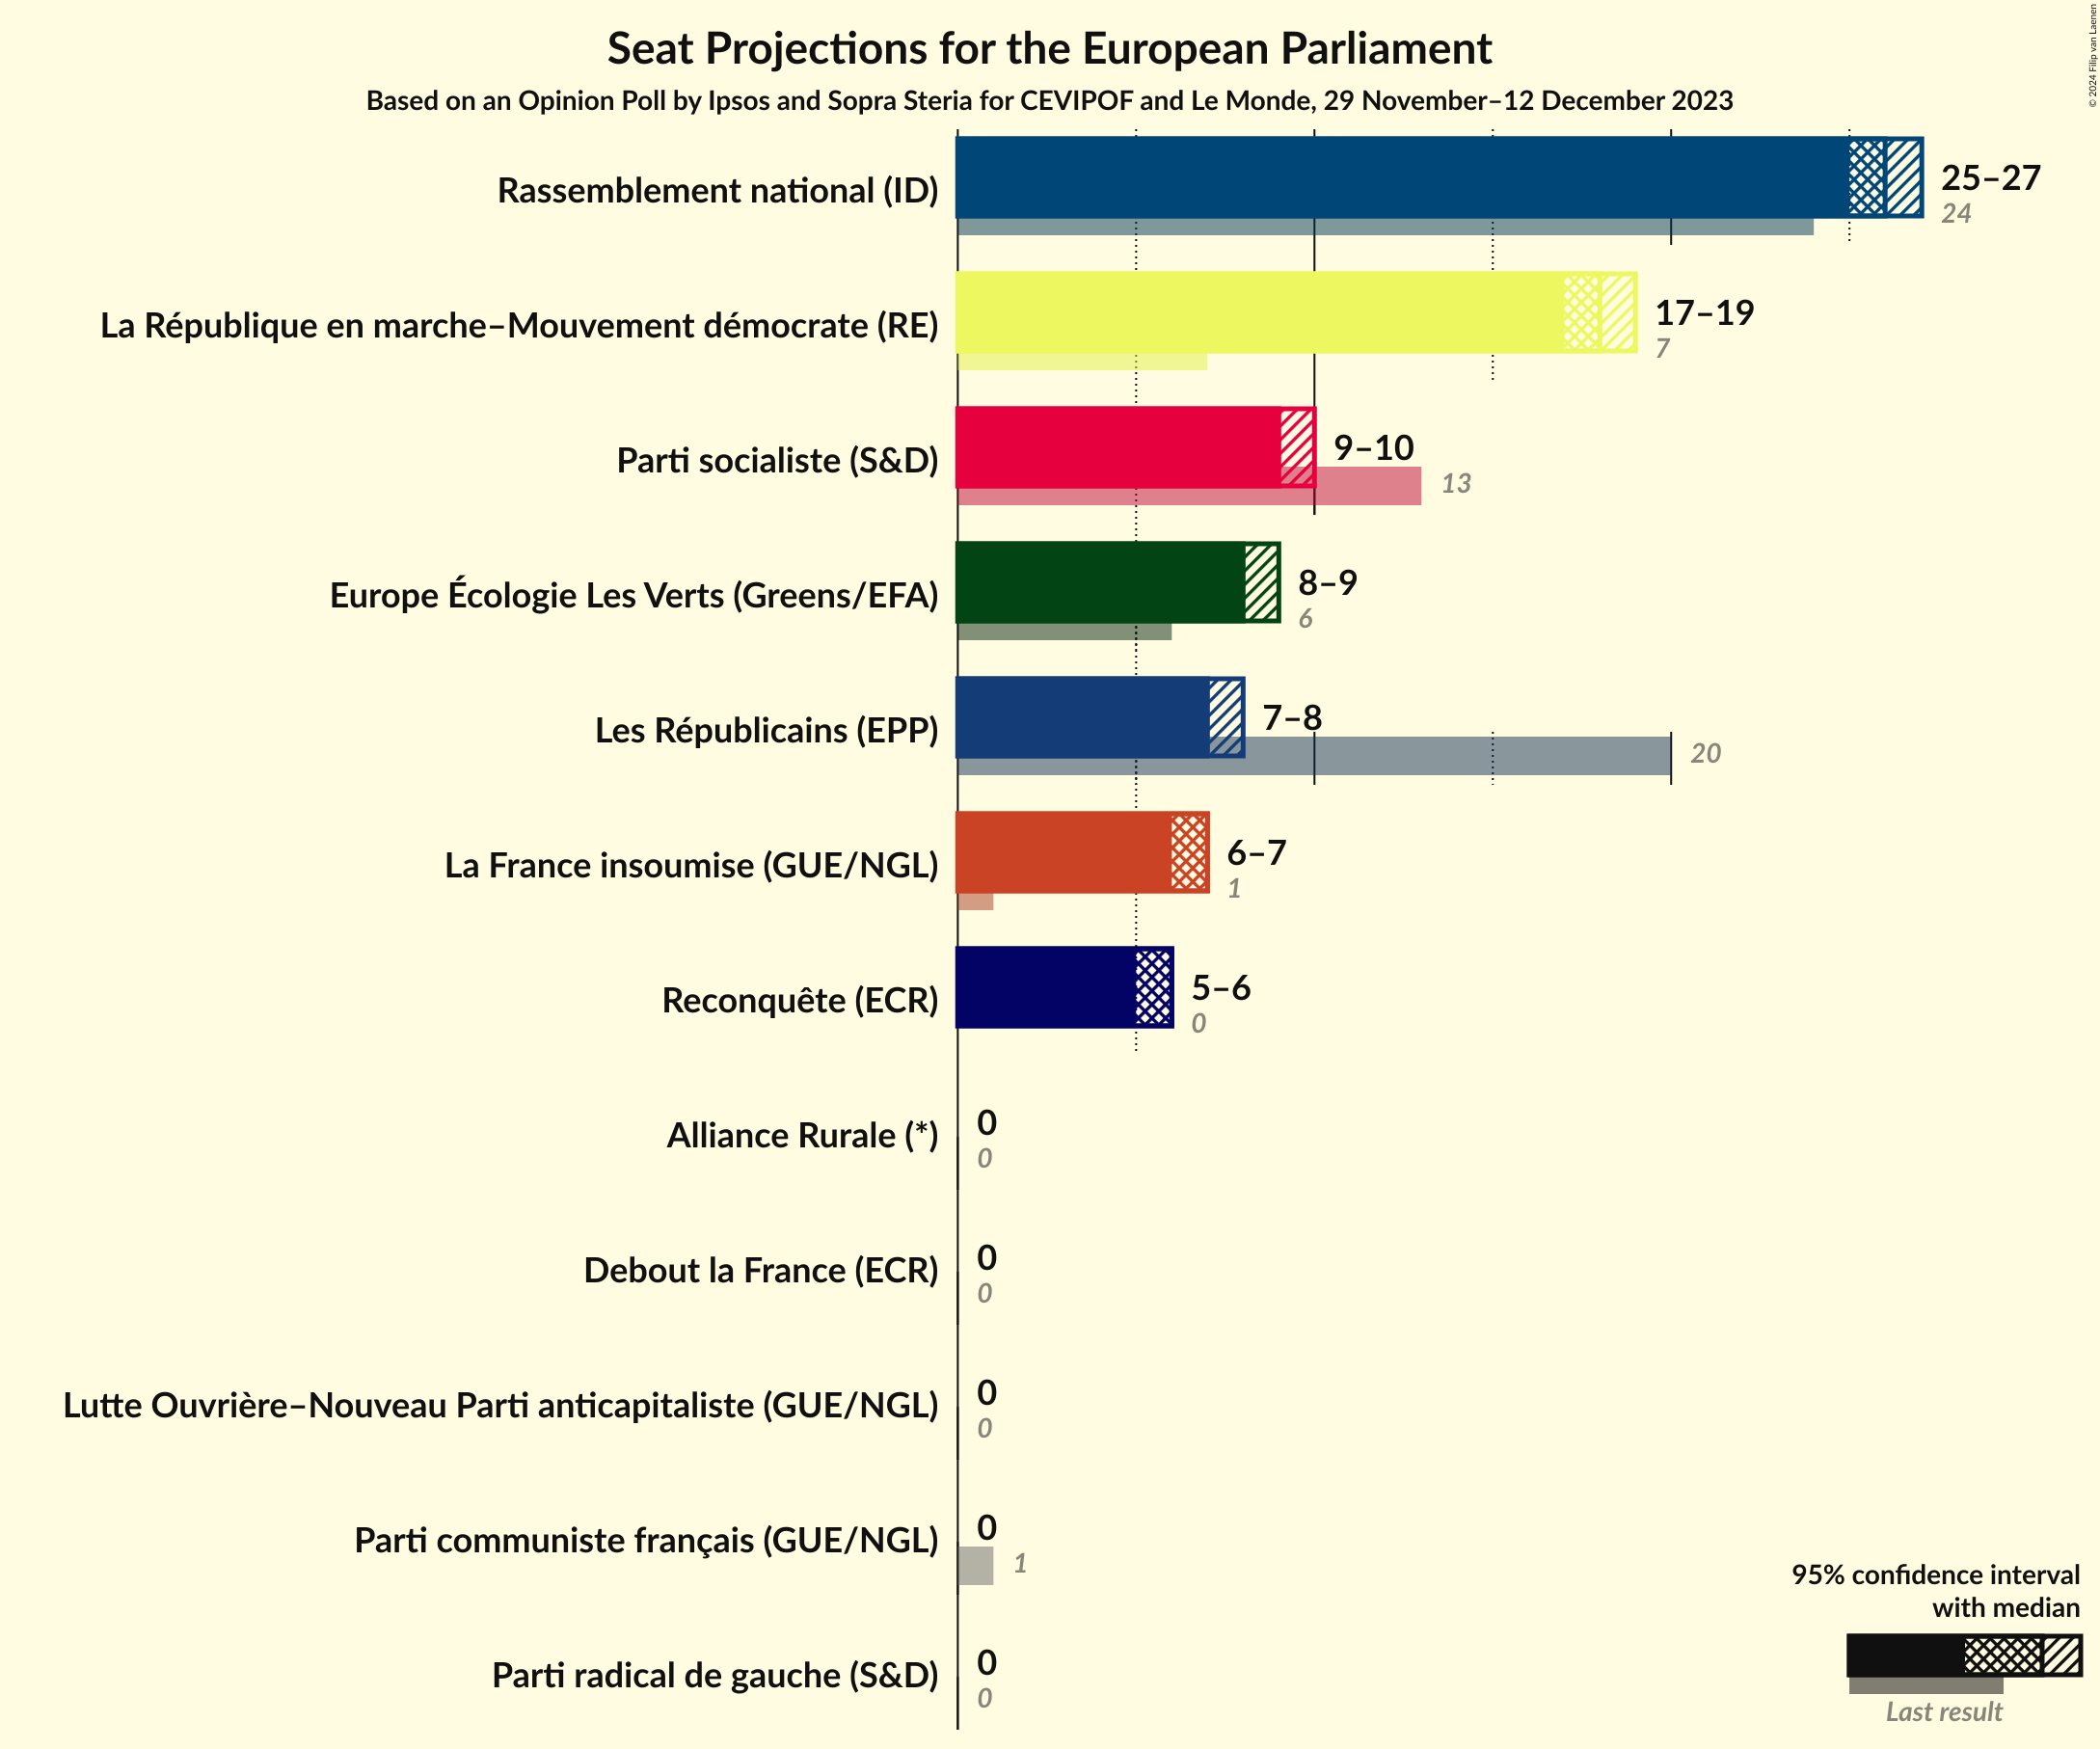 Seat Projections for the European Parliament
Based on an Opinion Poll by Ipsos and Sopra Steria for CEVIPOF and Le Monde, 29 November–12 December 2023
© 2024 Filip van Laenen
Rassemblement national (ID)
25–27
24
La République en marche–Mouvement démocrate (RE)
17–19
7
Parti socialiste (S&D)
9–10
13
Europe Écologie Les Verts (Greens/EFA)
8–9
6
Les Républicains (EPP)
7–8
20
La France insoumise (GUE/NGL)
6–7
1
Reconquête (ECR)
5–6
0
Alliance Rurale (*)
0
0
Debout la France (ECR)
0
0
Lutte Ouvrière–Nouveau Parti anticapitaliste (GUE/NGL)
0
0
Parti communiste français (GUE/NGL)
0
1
Parti radical de gauche (S&D)
0
0
95% confidence interval
with median
Last result